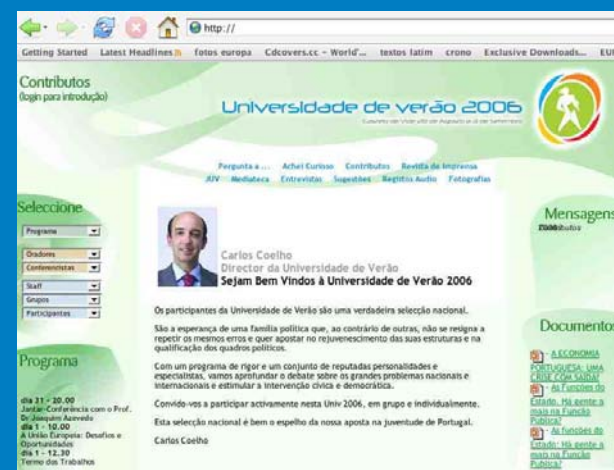 http://
Getting Started Latest Headlines fotos europa Cdcovers.cc - World'... textos latim crono Exclusive Downloads...
Contributos
(login para introdução)
Universidade de verão 2006
Pergunta a ... Achei Curioso Contributos Revista de Imprensa
JUV Mediateca Entrevistas Sugestões Registos Audio Fotografias
Seleccione
Programa
Oradores
Conferencistas
Staff
Grupos
Participantes
Mensagens
Carlos Coelho
Director da Universidade de Verão
Sejam Bem Vindos à Universidade de Verão 2006
Os participantes da Universidade de Verão são uma verdadeira selecção nacional.
São a esperança de uma família politica que, ao contrário de outras, não se resigna a
repetir os mesmos erros e quer apostar no rejuvenescimento das suas estruturas e na
qualificação dos quadros políticos.
Com um programa de rigor e um conjunto de reputadas personalidades e
especialistas, vamos aprofundar o debate sobre os grandes problemas nacionais e
internacionais e estimular a intervenção cívica e democrática.
Convido-vos a participar activamente nesta Univ 2006, em grupo e individualmente.
Esta selecção nacional é bem o espelho da nossa aposta na juventude de Portugal.
Carlos Coelho
Programa
dia 31 - 20.00
Jantar-Conferência com o Prof.
Dr Joaquim Azevedo
dia 1 - 10.00
A União Europeia: Desafios e
Oportunidades
dia 1 - 12.30
Termo dos Trabalhos
Documentos
- A ECONOMIA
PORTUGUESA: UMA
CRISE COM SAÍDA?
- As Funções do
Estado. Há gente a
mais na Função
Publica?
- As funcões do
Estado: Há gente a
mais na Função
Publica?